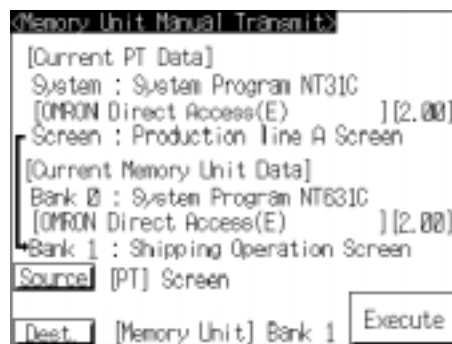 <Memory Unit Manual Transmit>
[Current PT Data]
System : System Program NT31C
[OMRON Direct Access(E) ][2.00]
Screen : Production line A Screen
[Current Memory Unit Data]
Bank 0 : System Program NT631C
[OMRON Direct Access(E) ][2.00]
Bank 1 : Shipping Operation Screen
Source [PT] Screen
Execute
Dest. [Memory Unit] Bank 1